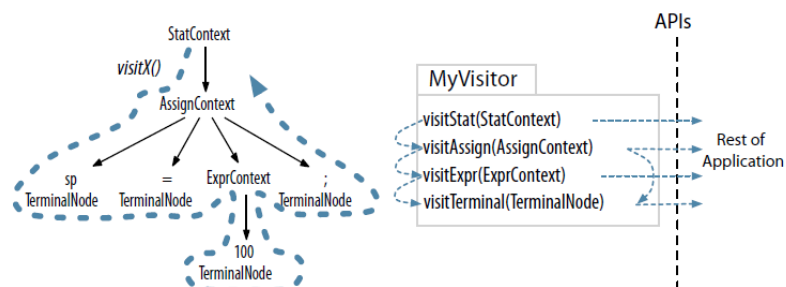 APIs
StatContext
visitX()
MyVisitor
AssignContext
visitStat(StatContext)
visitAssign(AssignContext)
visitExpr(ExprContext)
visitTerminal(TerminalNode)
Rest of
Application
sp
TerminalNode
=
TerminalNode
ExprContext
;
TerminalNode
100
TerminalNode